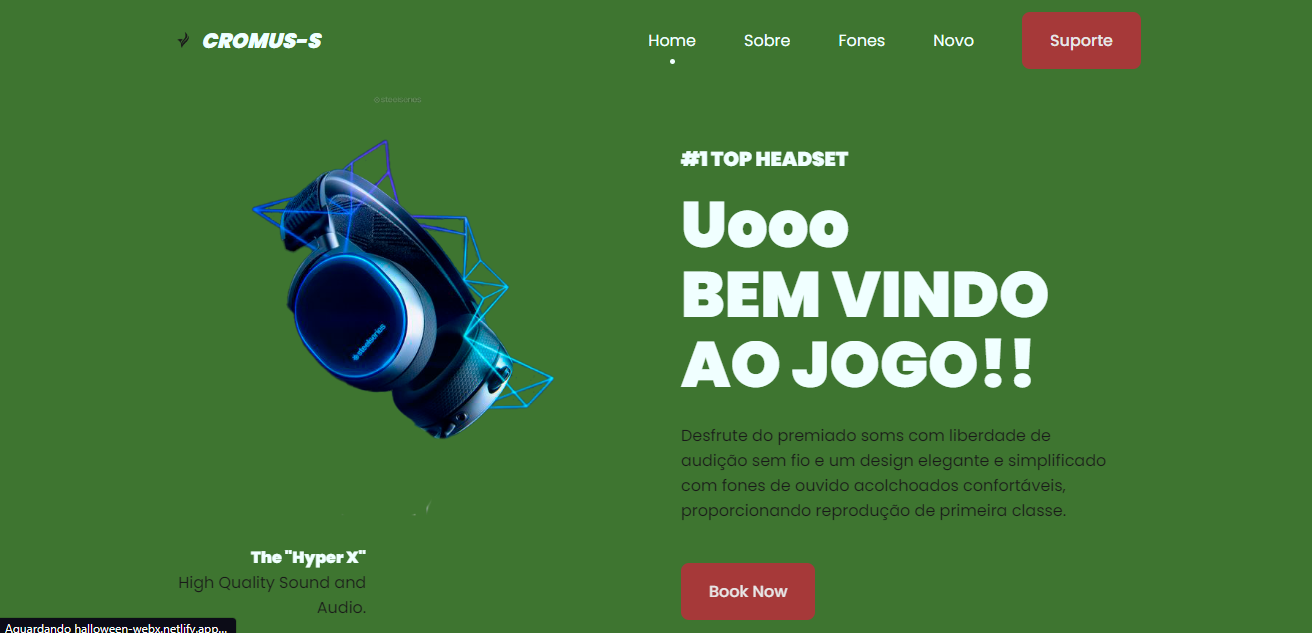 CROMUS-S
Home
Sobre
Fones
Novo
Suporte
@steelseries
#1 TOP HEADSET
Uooo
BEM VINDO
AO JOGO!!
steelseries
Desfrute do premiado soms com liberdade de
audição sem fio e um design elegante e simplificado
com fones de ouvido acolchoados confortáveis,
proporcionando reprodução de primeira classe.
The "Hyper X"
High Quality Sound and
Audio.
Book Now
Aguardando halloween-webx.netlify.app...